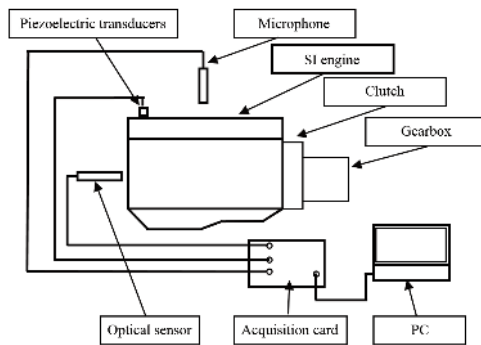 Piezoelectric transducers
Microphone
SI engine
Clutch
Gearbox
Optical sensor
Acquisition card
PC